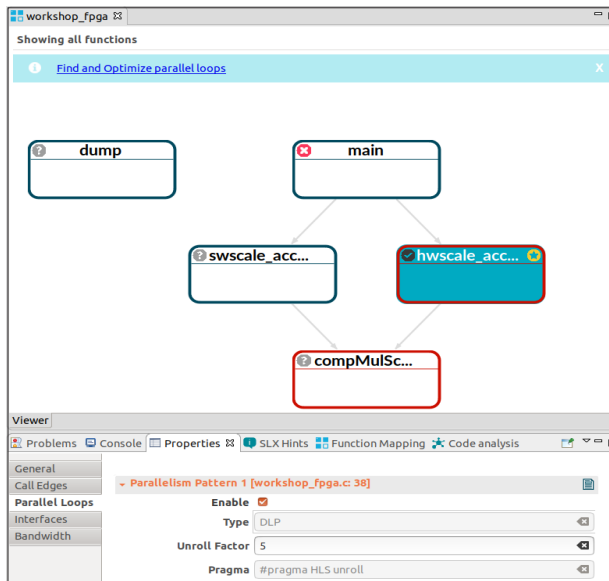 workshop_fpga
Showing all functions
Find and Optimize parallel loops X
dump
main
swscale_acc...
hwscale_acc...
compMulSc...
Viewer
Problems Console Properties SLX Hints Function Mapping Code analysis
General
Call Edges
Parallel Loops
Interfaces
Bandwidth
Parallelism Pattern 1 [workshop_fpga.c: 38]
Enable
Type DLP
Unroll Factor 5
Pragma #pragma HLS unroll